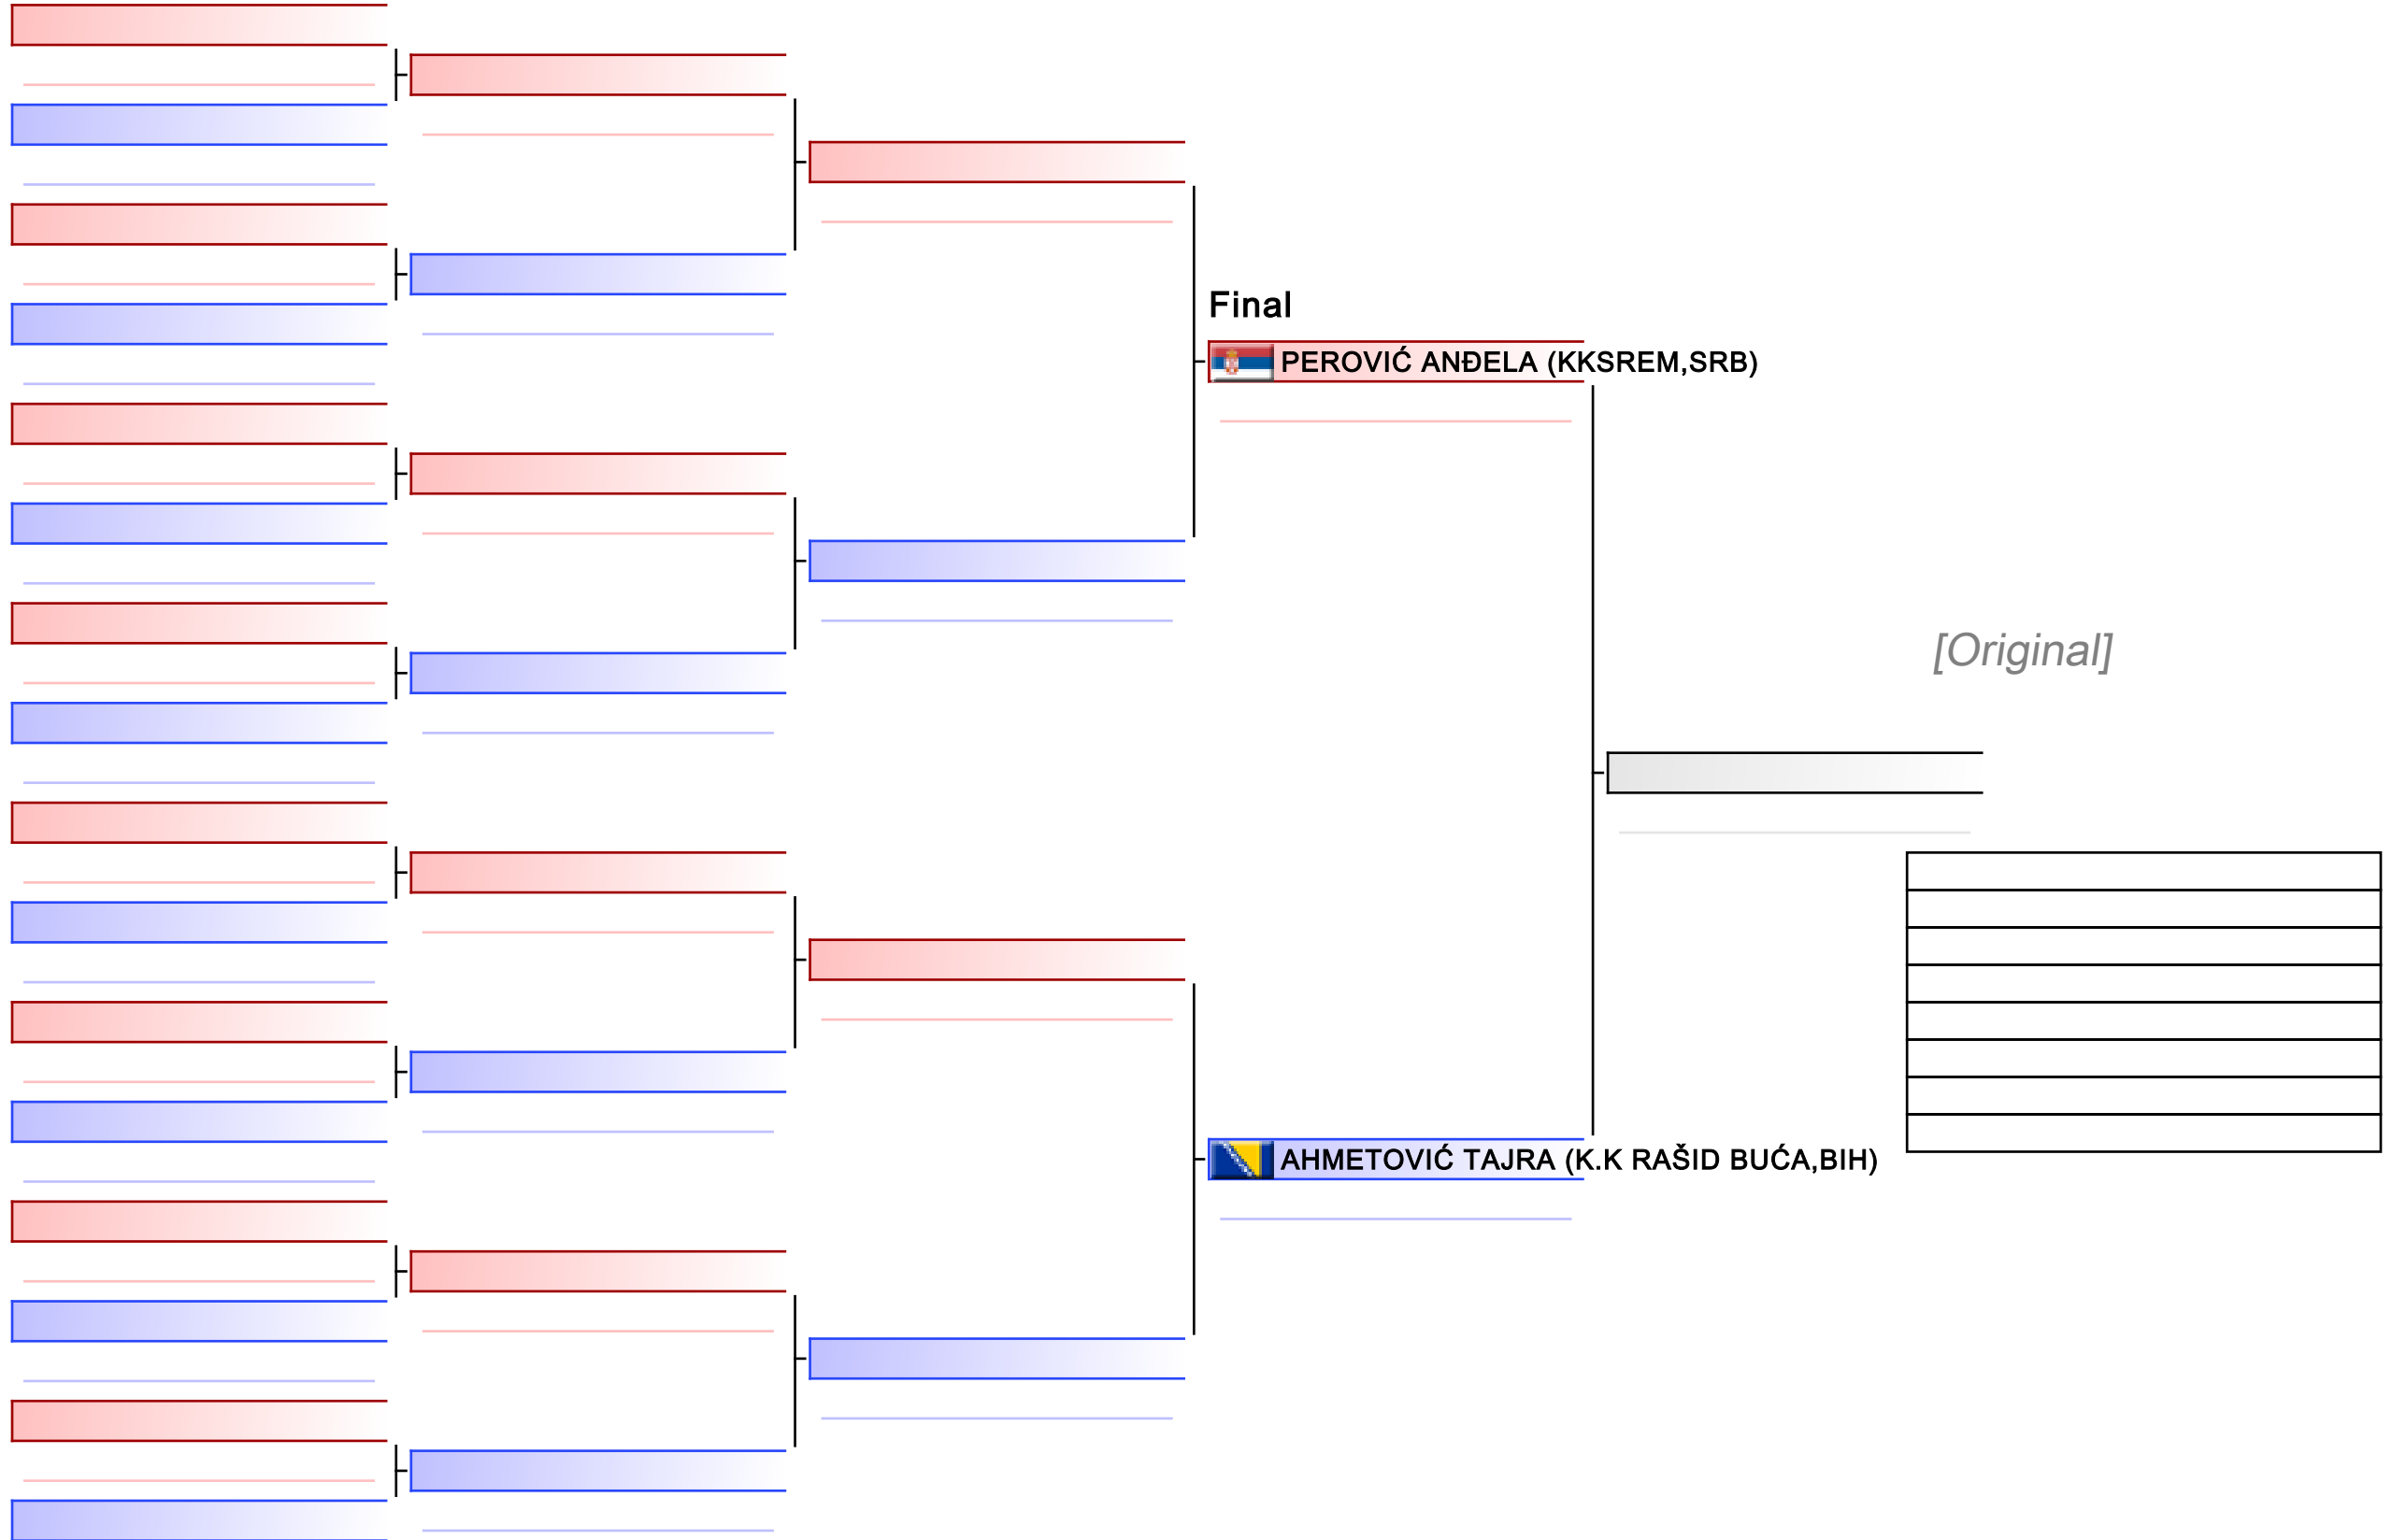 Final
PEROVIĆ ANĐELA (KKSREM,SRB)
[Original]
AHMETOVIĆ TAJRA (K.K RAŠID BUĆA,BIH)